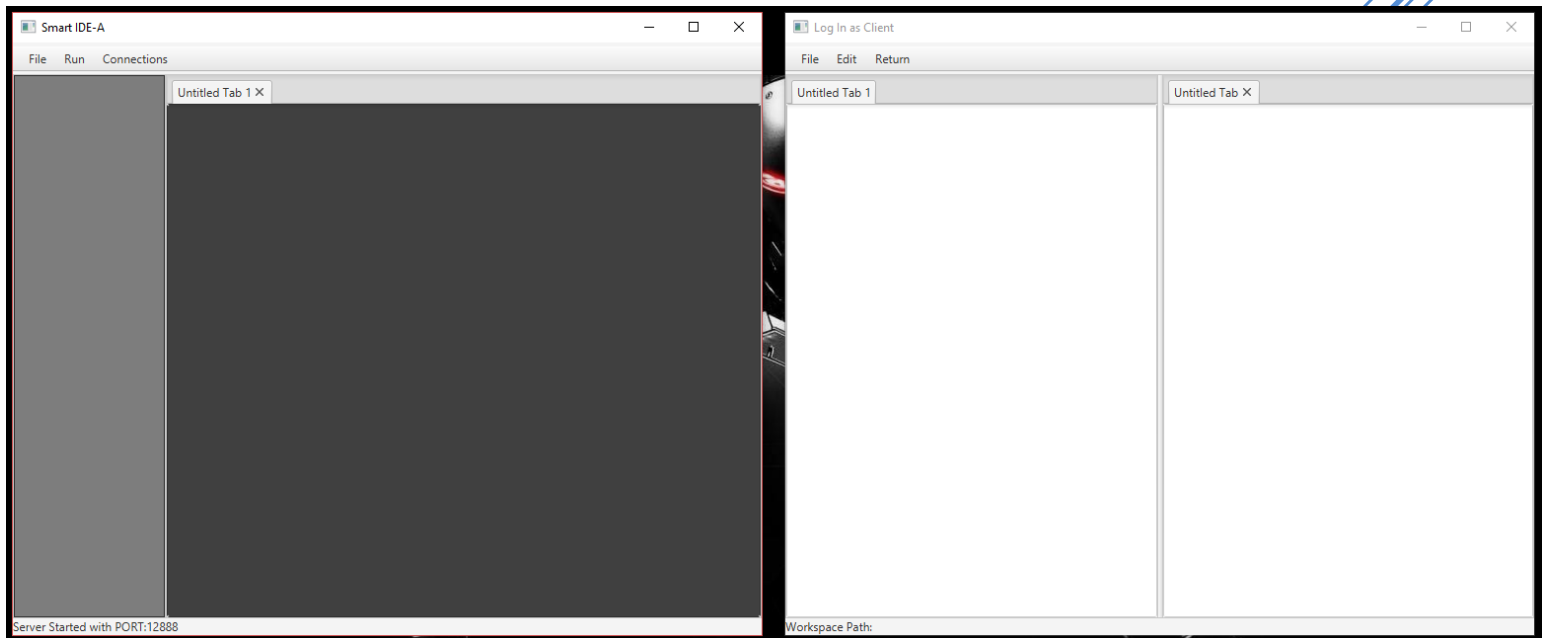 Smart IDE-A
File Run Connections
Untitled Tab 1
Server Started with PORT:12888
Log In as Client
File Edit Return
Untitled Tab 1
Untitled Tab
Workspace Path: